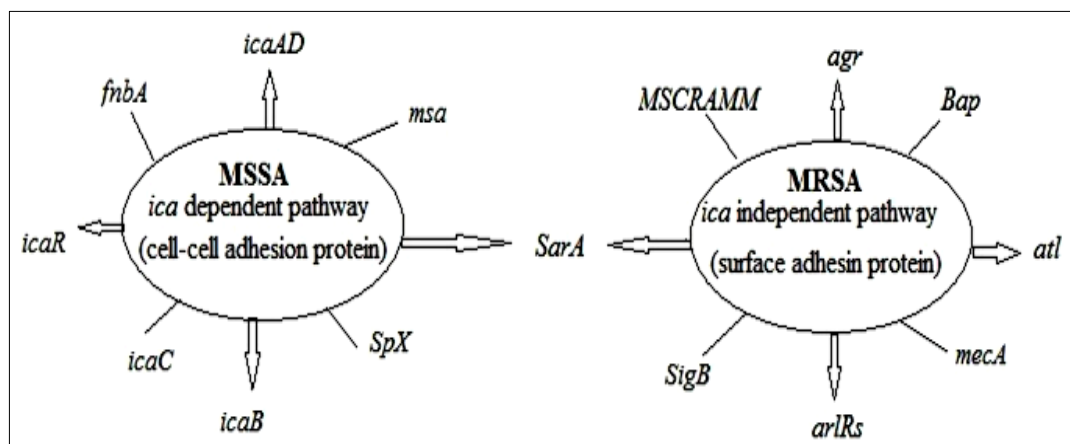 icaAD
fnbA
msa
MSSA
ica dependent pathway
(cell-cell adhesion protein)
icaR
SarA
icaC
SpX
icaB
agr
MSCRAMM
Bap
MRSA
ica independent pathway
(surface adhesin protein)
atl
SigB
mecA
arlRs